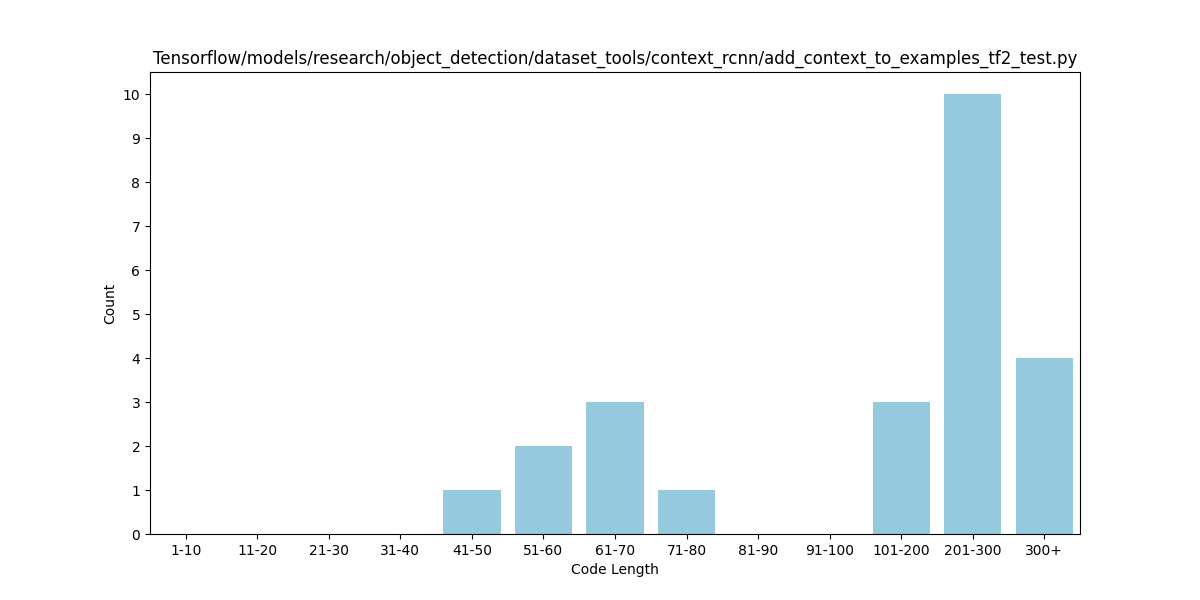 Tensorflow/models/research/object_detection/dataset_tools/context_rcnn/add_context_to_examples_tf2_test.py
10
9
8
7
6
5
4
3
2
1
0
Count
1-10 11-20 21-30 31-40 41-50 51-60 61-70 71-80 81-90 91-100 101-200 201-300 300+
Code Length